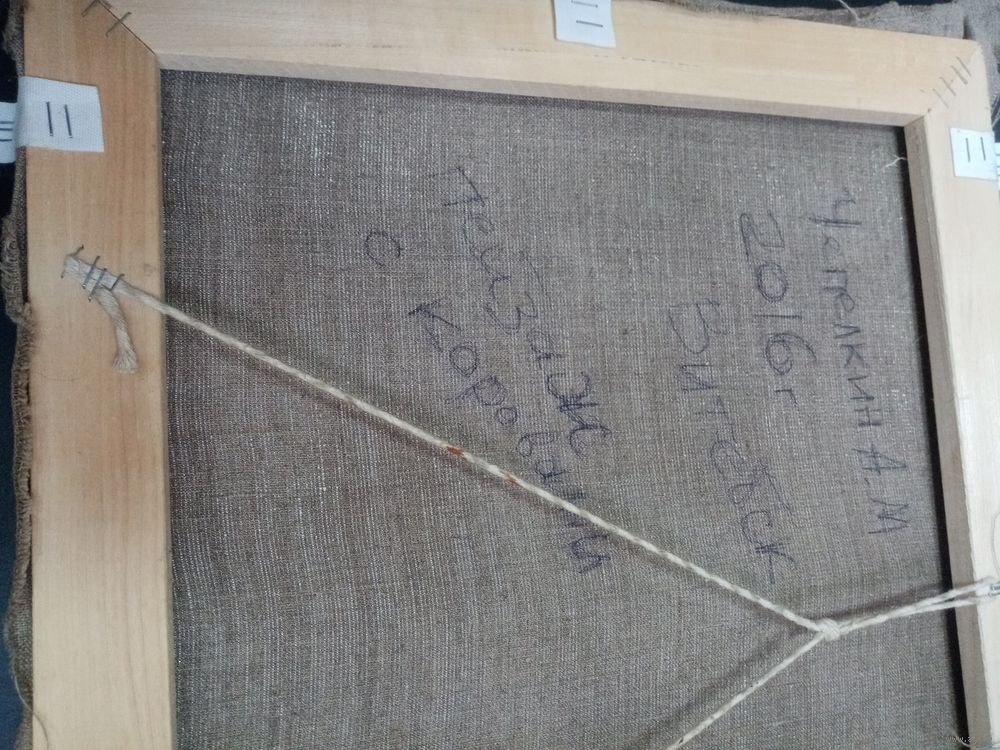 Чепелкин А.М
2016г
Витебск
пейзаж
с коровами